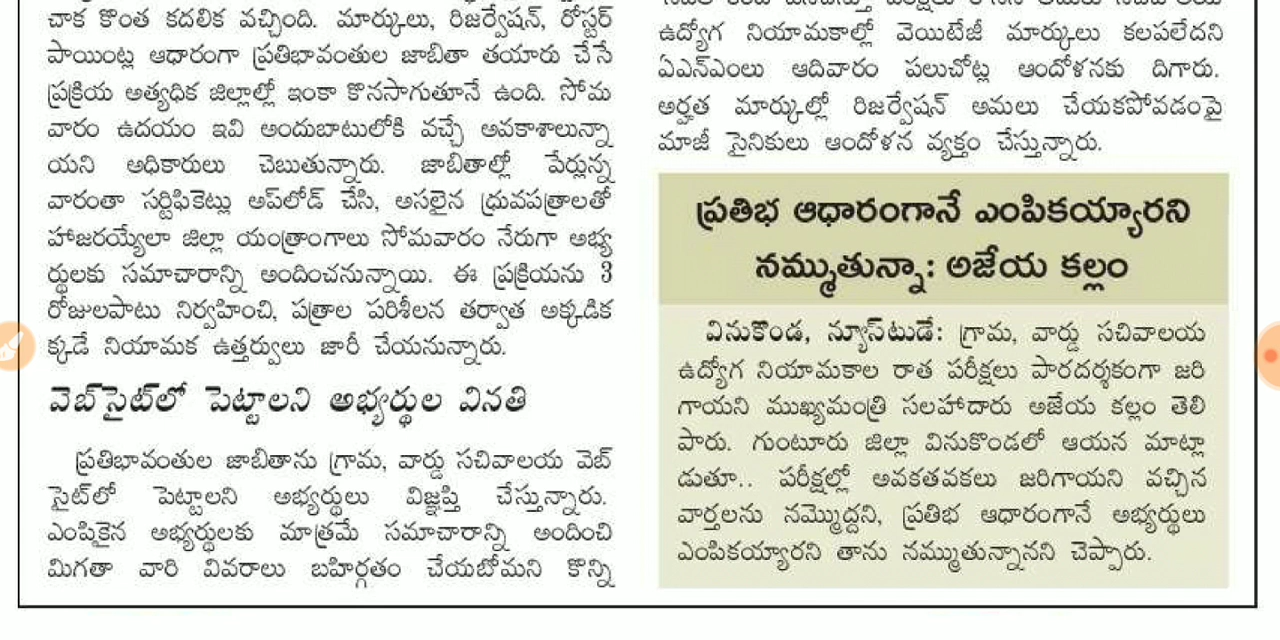 చాక కొంత కదలిక వచ్చింది. మార్కులు, రిజర్వేషన్, రోస్టర్
పాయింట్ల ఆధారంగా ప్రతిభావంతుల జాబితా తయారు చేసే
ప్రక్రియ అత్యధిక జిల్లాల్లో ఇంకా కొనసాగుతూనే ఉంది. సోమ
వారం ఉదయం ఇవి అందుబాటులోకి వచ్చే అవకాశాలున్నా
యని అధికారులు చెబుతున్నారు. జాబితాల్లో పేర్లున్న
వారంతా సర్టిఫికెట్లు అప్‌లోడ్ చేసి, అసలైన ధ్రువపత్రాలతో
హాజరయ్యేలా జిల్లా యంత్రాంగాలు సోమవారం నేరుగా అభ్య
ర్థులకు సమాచారాన్ని అందించనున్నాయి. ఈ ప్రక్రియను 3
రోజులపాటు నిర్వహించి, పత్రాల పరిశీలన తర్వాత అక్కడిక
క్కడే నియామక ఉత్తర్వులు జారీ చేయనున్నారు.
వెబ్‌సైట్‌లో పెట్టాలని అభ్యర్థుల వినతి
ప్రతిభావంతుల జాబితాను గ్రామ, వార్డు సచివాలయ వెబ్
సైట్‌లో పెట్టాలని అభ్యర్థులు విజ్ఞప్తి చేస్తున్నారు.
ఎంపికైన అభ్యర్థులకు మాత్రమే సమాచారాన్ని అందించి
మిగతా వారి వివరాలు బహిర్గతం చేయబోమని కొన్ని
ఉద్యోగ నియామకాల్లో వెయిటేజీ మార్కులు కలపలేదని
ఏఎన్ఎంలు ఆదివారం పలుచోట్ల ఆందోళనకు దిగారు.
అర్హత మార్కుల్లో రిజర్వేషన్ అమలు చేయకపోవడంపై
మాజీ సైనికులు ఆందోళన వ్యక్తం చేస్తున్నారు.
ప్రతిభ ఆధారంగానే ఎంపికయ్యారని
నమ్ముతున్నా: అజేయ కల్లం
వినుకొండ, న్యూస్‌టుడే: గ్రామ, వార్డు సచివాలయ
ఉద్యోగ నియామకాల రాత పరీక్షలు పారదర్శకంగా జరి
గాయని ముఖ్యమంత్రి సలహాదారు అజేయ కల్లం తెలి
పారు. గుంటూరు జిల్లా వినుకొండలో ఆయన మాట్లా
డుతూ.. పరీక్షల్లో అవకతవకలు జరిగాయని వచ్చిన
వార్తలను నమ్మొద్దని, ప్రతిభ ఆధారంగానే అభ్యర్థులు
ఎంపికయ్యారని తాను నమ్ముతున్నానని చెప్పారు.